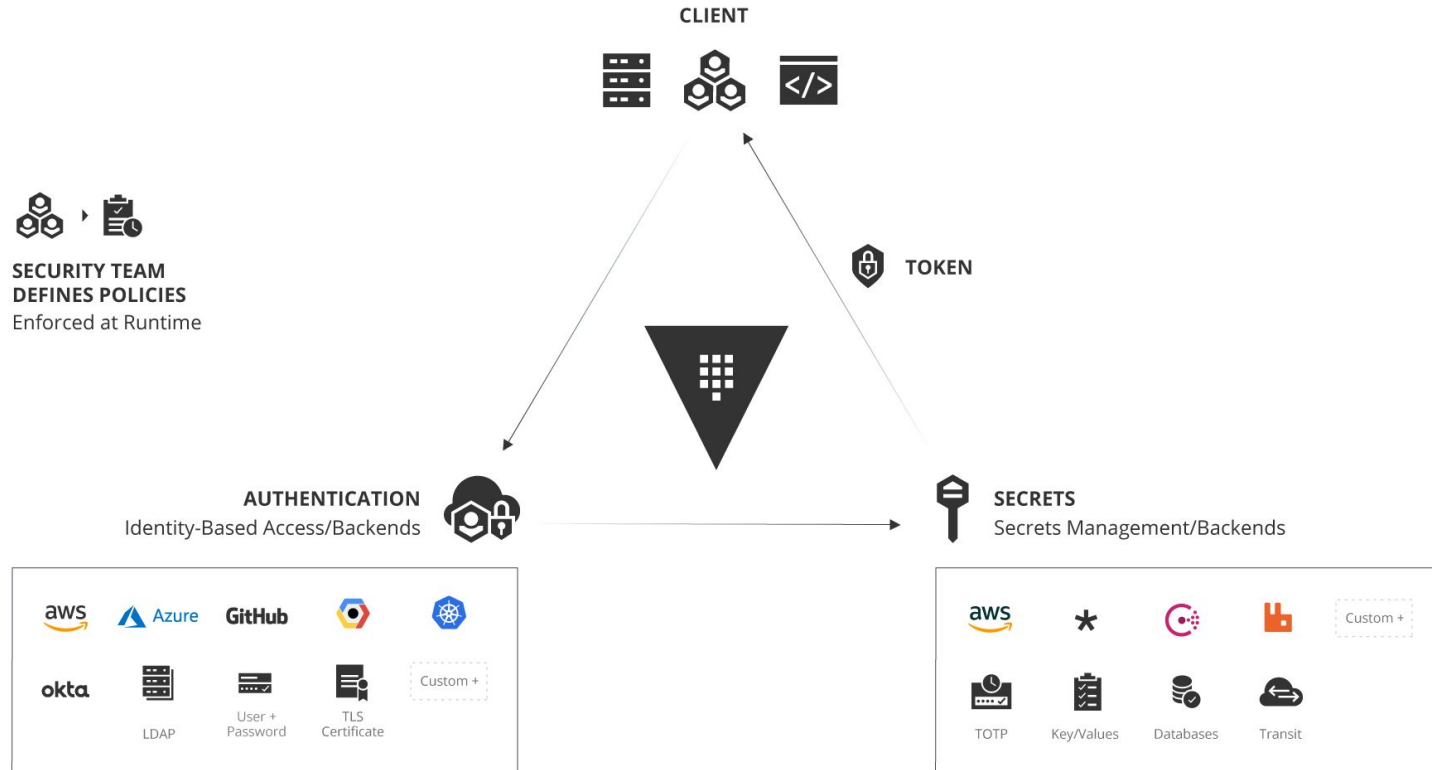 CLIENT
</>
SECURITY TEAM
DEFINES POLICIES
Enforced at Runtime
TOKEN
AUTHENTICATION
Identity-Based Access/Backends
SECRETS
Secrets Management/Backends
aws
Azure
GitHub
okta
LDAP
User +
Password
TLS
Certificate
Custom +
aws
*
Custom +
TOTP
Key/Values
Databases
Transit